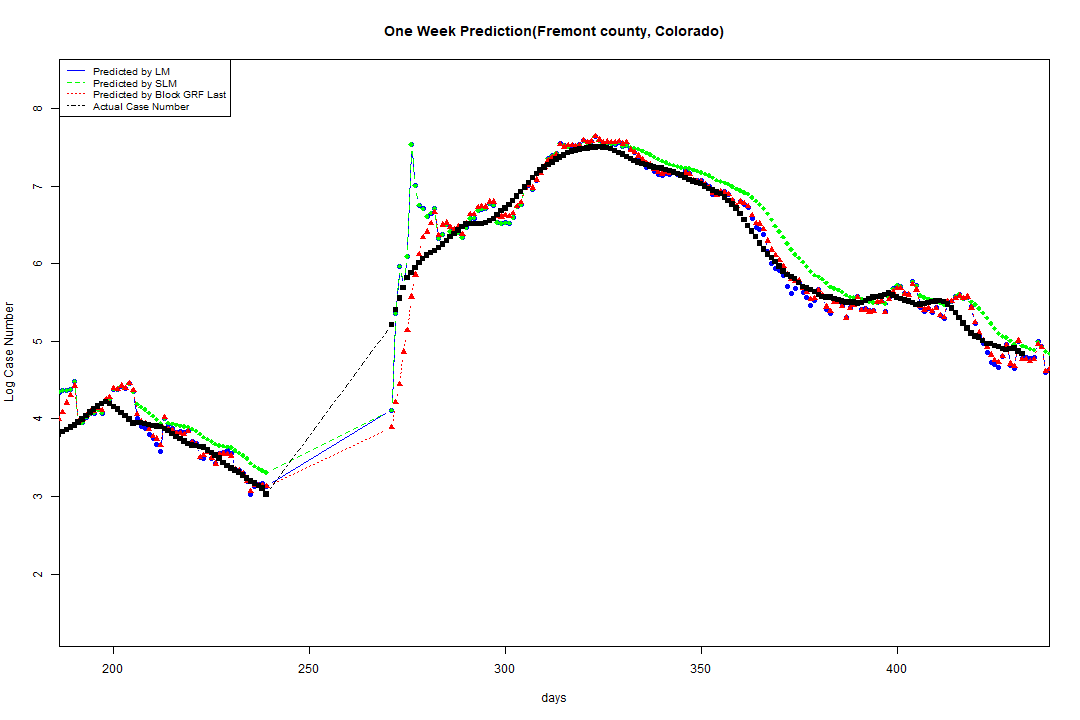 One Week Prediction(Fremont county, Colorado)
Predicted by LM
Predicted by SLM
Predicted by Block GRF Last
Actual Case Number
8
7
6
5
4
3
2
Log Case Number
200 250 300 350 400
days